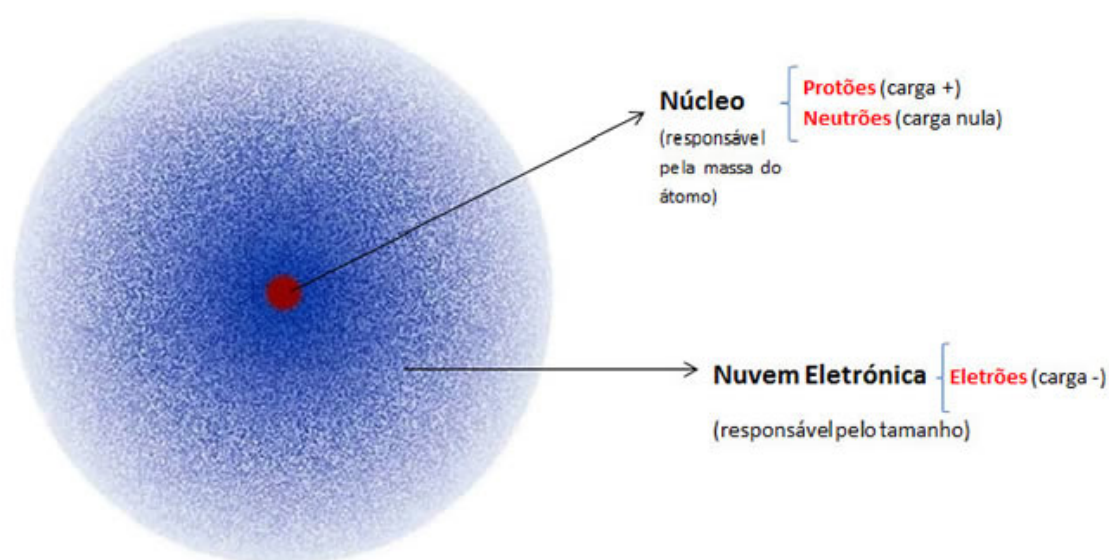 Núcleo
(responsável
pela massa do
átomo)
Protões (carga +)
Neutrões (carga nula)
Nuvem Eletrónica
(responsável pelo tamanho)
Eletrões (carga -)